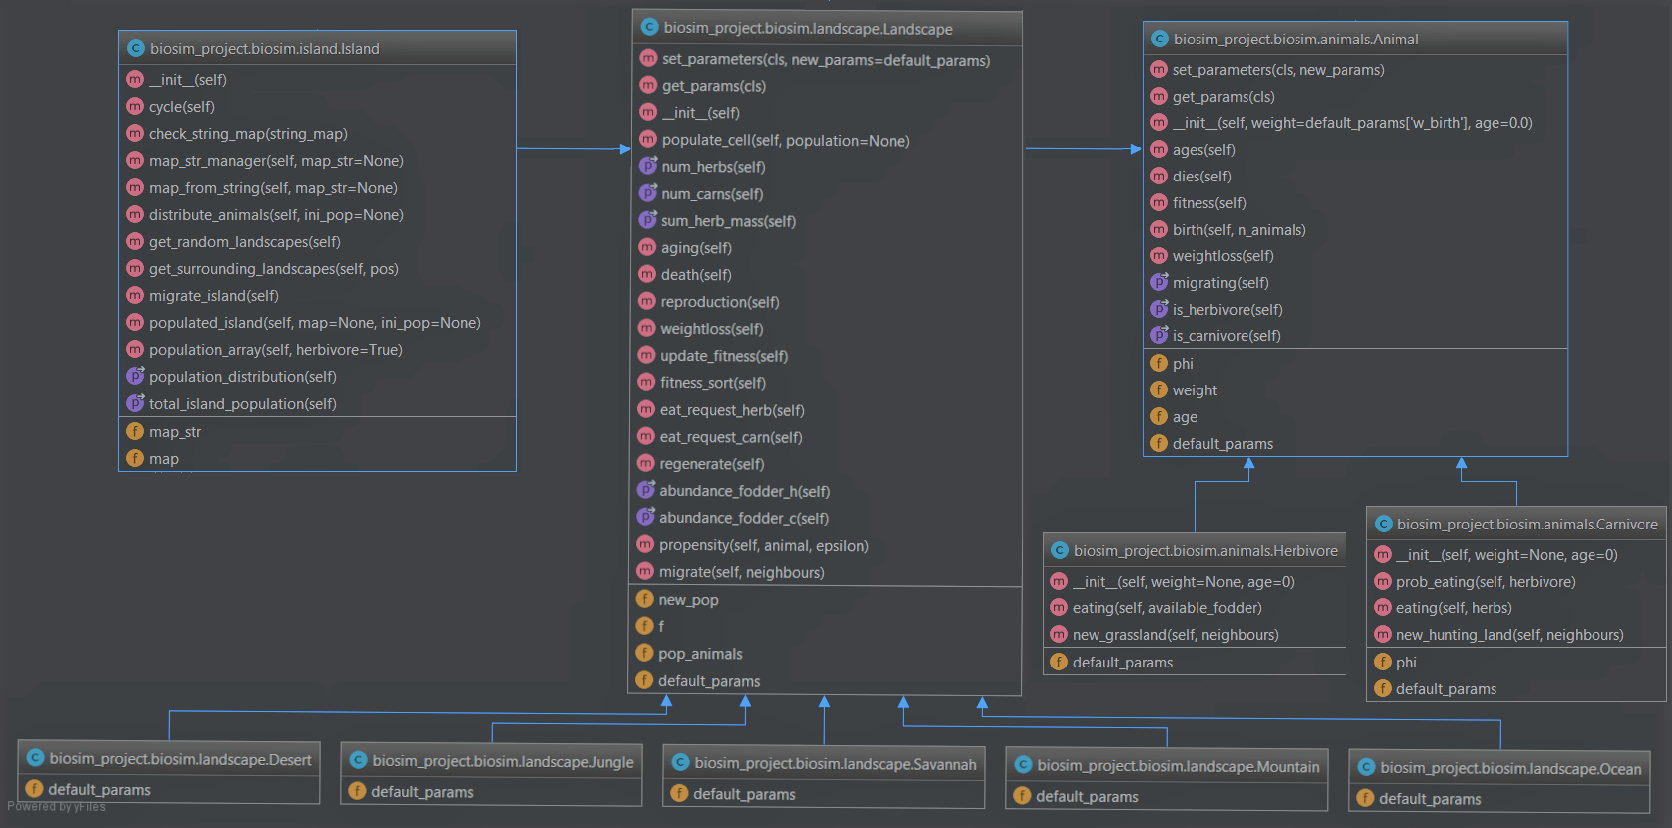 biosim_project.biosim.island.Island
__init__(self)
cycle(self)
check_string_map(string_map)
map_str_manager(self, map_str=None)
map_from_string(self, map_str=None)
distribute_animals(self, ini_pop=None)
get_random_landscapes(self)
get_surrounding_landscapes(self, pos)
migrate_island(self)
populated_island(self, map=None, ini_pop=None)
population_array(self, herbivore=True)
population_distribution(self)
total_island_population(self)
map_str
map
biosim_project.biosim.landscape.Landscape
set_parameters(cls, new_params=default_params)
get_params(cls)
__init__(self)
populate_cell(self, population=None)
num_herbs(self)
num_carns(self)
sum_herb_mass(self)
aging(self)
death(self)
reproduction(self)
weightloss(self)
update_fitness(self)
fitness_sort(self)
eat_request_herb(self)
eat_request_carn(self)
regenerate(self)
abundance_fodder_h(self)
abundance_fodder_c(self)
propensity(self, animal, epsilon)
migrate(self, neighbours)
new_pop
f
pop_animals
default_params
biosim_project.biosim.animals.Animal
set_parameters(cls, new_params)
get_params(cls)
__init__(self, weight=default_params['w_birth'], age=0.0)
ages(self)
dies(self)
fitness(self)
birth(self, n_animals)
weightloss(self)
migrating(self)
is_herbivore(self)
is_carnivore(self)
phi
weight
age
default_params
biosim_project.biosim.animals.Herbivore
__init__(self, weight=None, age=0)
eating(self, available_fodder)
new_grassland(self, neighbours)
default_params
biosim_project.biosim.animals.Carnivore
__init__(self, weight=None, age=0)
prob_eating(self, herbivore)
eating(self, herbs)
new_hunting_land(self, neighbours)
phi
default_params
biosim_project.biosim.landscape.Desert
default_params
biosim_project.biosim.landscape.Jungle
default_params
biosim_project.biosim.landscape.Savannah
default_params
biosim_project.biosim.landscape.Mountain
default_params
biosim_project.biosim.landscape.Ocean
default_params
Powered by yFiles